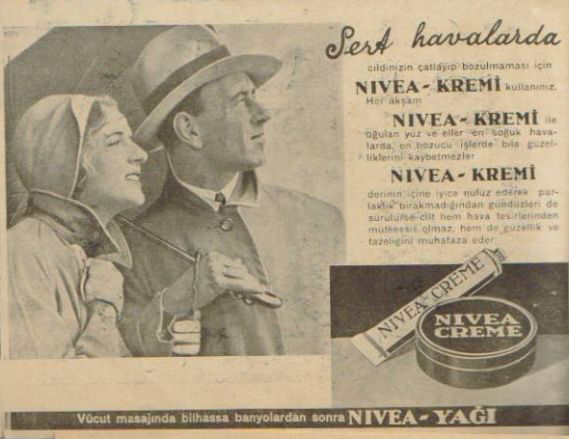 Sert havalarda
cildinizin çatlayıp bozulmaması için
NIVEA - KREMİ kullanınız.
Her akşam
NIVEA - KREMİ ile
oğulan yüz ve eller en soğuk hava-
larda, en bozucu işlerde bile güzel-
liklerini kaybetmezler
NIVEA - KREMİ
derinin içine iyice nüfuz ederek par-
laklık bırakmadığından gündüzleri de
sürülürse cilt hem hava tesirlerinden
müteessir olmaz, hem de güzellik ve
tazeliğini muhafaza eder.
NIVEA-CREME
NIVEA
CREME
Vücut masajında bilhassa banyolardan sonra NIVEA - YAĞI